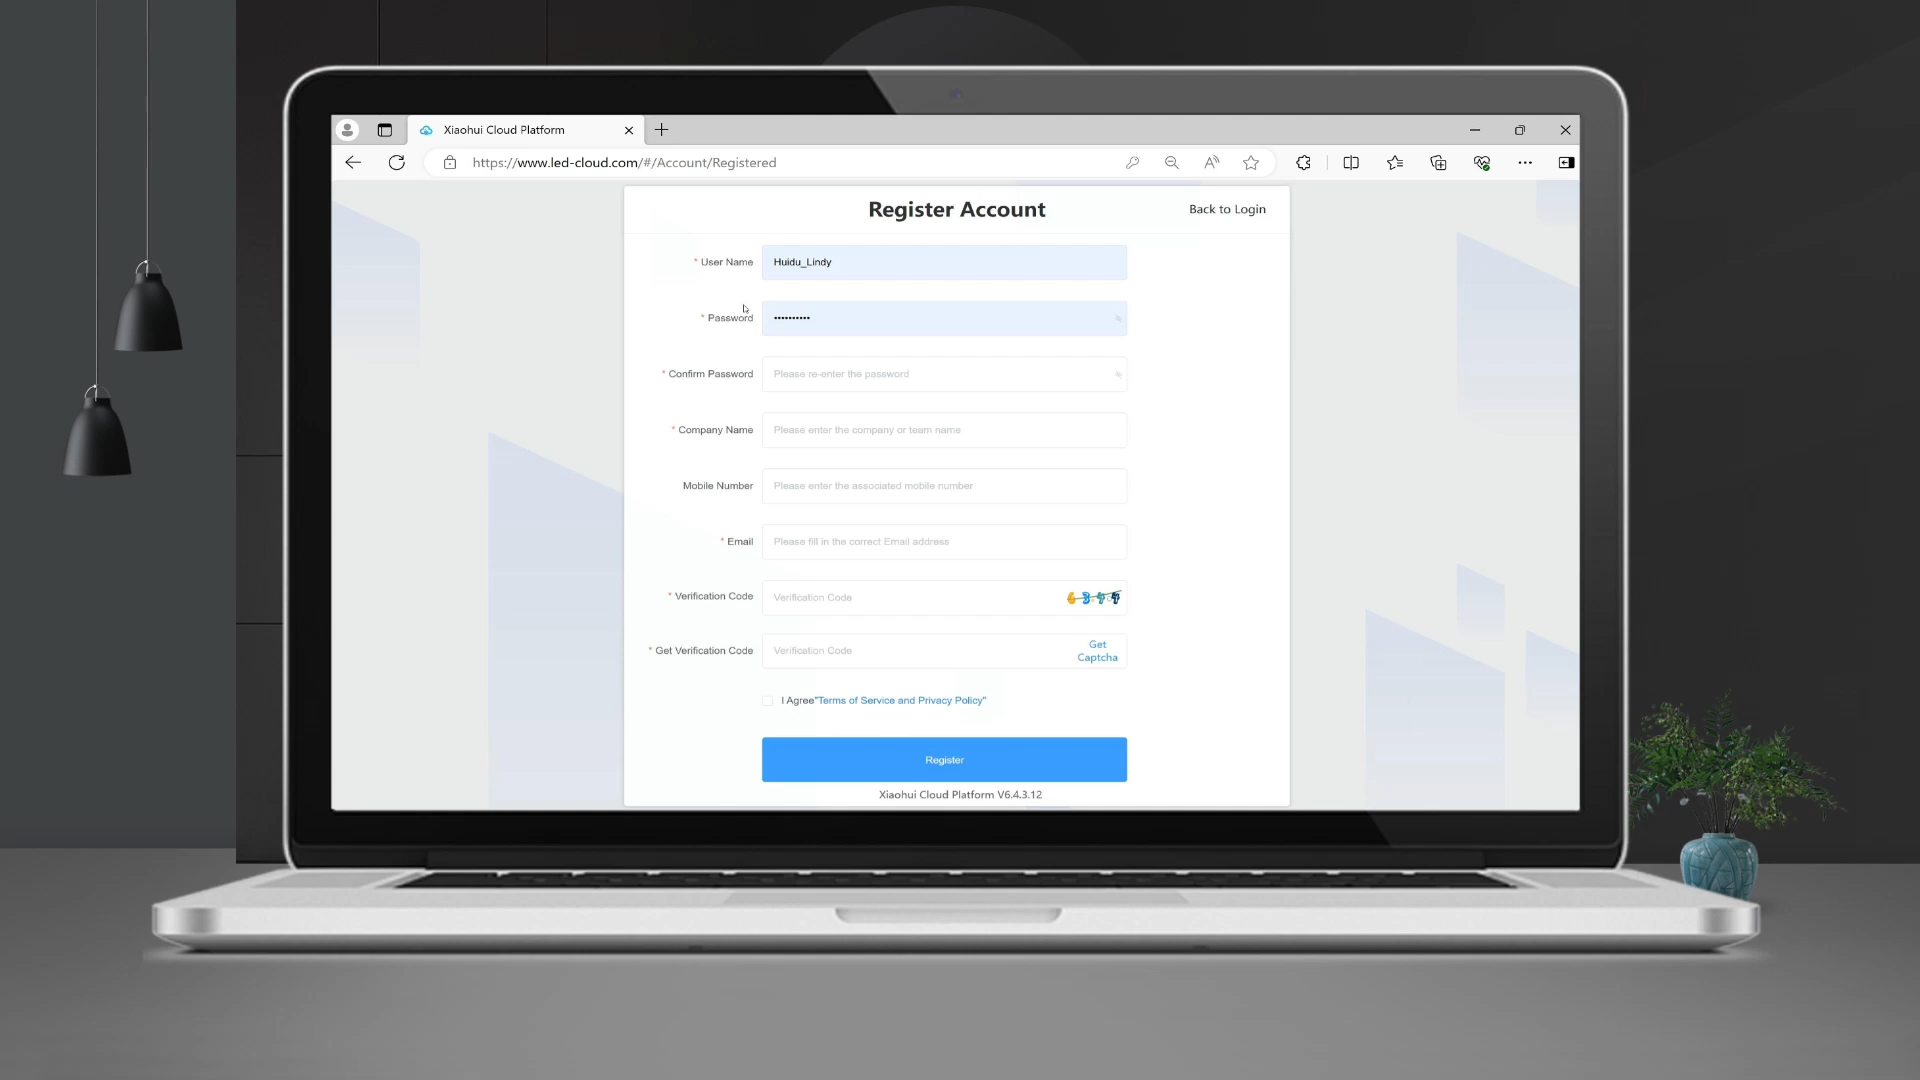 Xiaohui Cloud Platform
https://www.led-cloud.com/#/Account/Registered
Register Account
Back to Login
* User Name
Huidu_Lindy
* Password
••••••••••
* Confirm Password
Please re-enter the password
* Company Name
Please enter the company or team name
Mobile Number
Please enter the associated mobile number
* Email
Please fill in the correct Email address
* Verification Code
Verification Code
* Get Verification Code
Verification Code
Get
Captcha
I Agree"Terms of Service and Privacy Policy"
Register
Xiaohui Cloud Platform V6.4.3.12